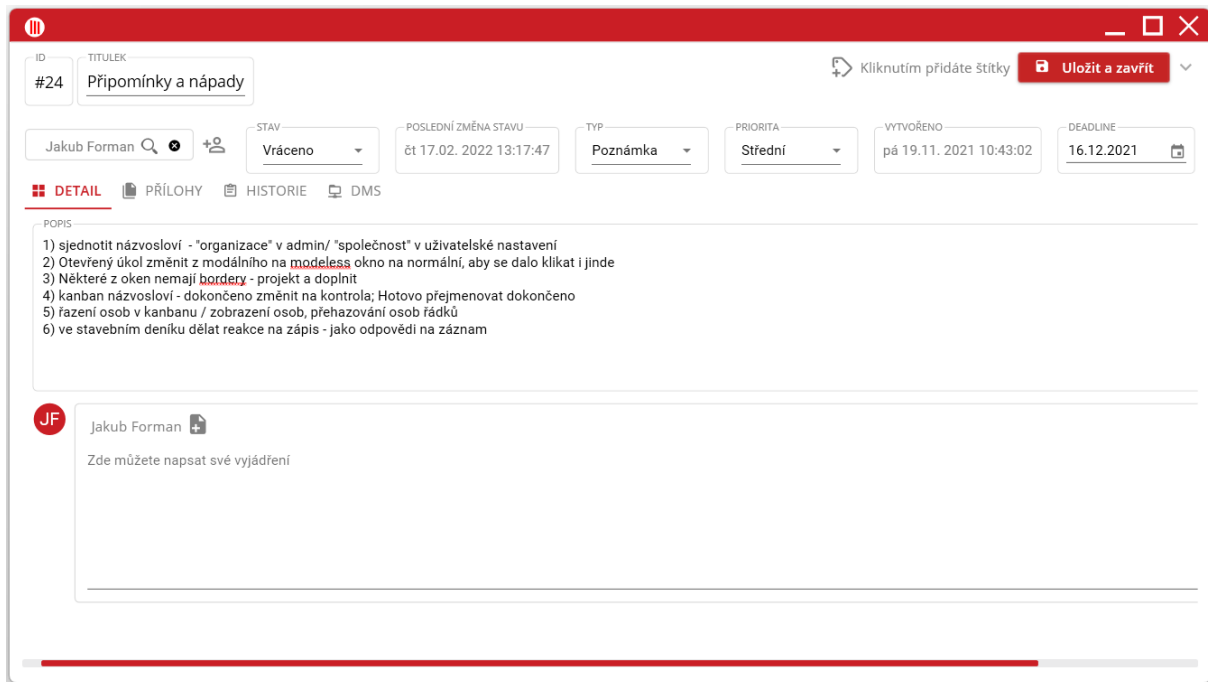 ID
TITULEK
#24
Připomínky a nápady
Kliknutím přidáte štítky
Uložit a zavřít
Jakub Forman
STAV
Vráceno
POSLEDNÍ ZMĚNA STAVU
čt 17.02. 2022 13:17:47
TYP
Poznámka
PRIORITA
Střední
VYTVOŘENO
pá 19.11. 2021 10:43:02
DEADLINE
16.12.2021
DETAIL
PŘÍLOHY
HISTORIE
DMS
POPIS
1) sjednotit názvosloví  - "organizace" v admin/ "společnost" v uživatelské nastavení
2) Otevřený úkol změnit z modálního na modeless okno na normální, aby se dalo klikat i jinde
3) Některé z oken nemají bordery - projekt a doplnit
4) kanban názvosloví - dokončeno změnit na kontrola; Hotovo přejmenovat dokončeno
5) řazení osob v kanbanu / zobrazení osob, přehazování osob řádků
6) ve stavebním deníku dělat reakce na zápis - jako odpovědi na záznam
JF
Jakub Forman
Zde můžete napsat své vyjádření